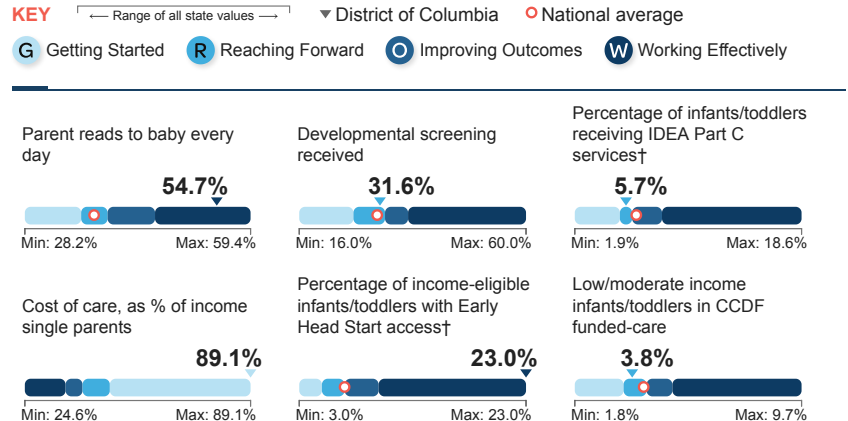 KEY
Range of all state values
District of Columbia
National average
G Getting Started
R Reaching Forward
O Improving Outcomes
W Working Effectively
Parent reads to baby every
day
54.7%
Min: 28.2%
Max: 59.4%
Developmental screening
received
31.6%
Min: 16.0%
Max: 60.0%
Percentage of infants/toddlers
receiving IDEA Part C
services†
5.7%
Min: 1.9%
Max: 18.6%
Cost of care, as % of income
single parents
89.1%
Min: 24.6%
Max: 89.1%
Percentage of income-eligible
infants/toddlers with Early
Head Start access†
23.0%
Min: 3.0%
Max: 23.0%
Low/moderate income
infants/toddlers in CCDF
funded-care
3.8%
Min: 1.8%
Max: 9.7%